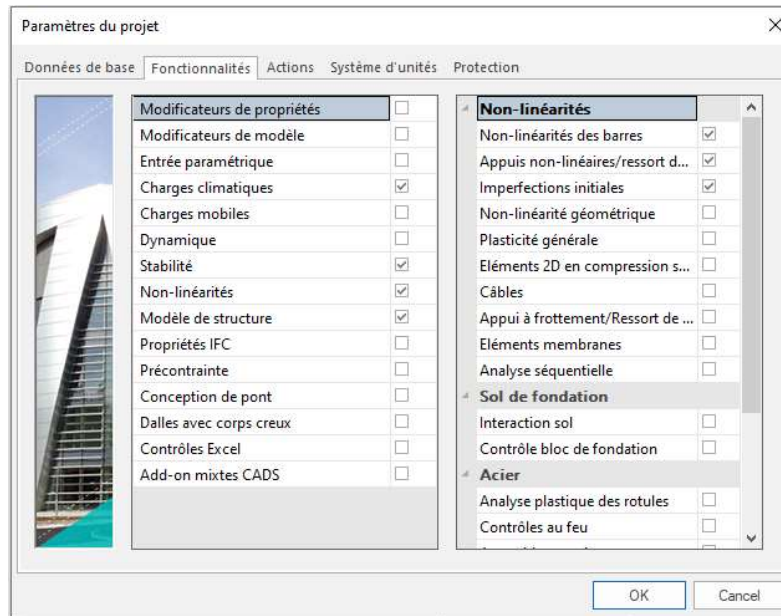 Paramètres du projet
Données de base Fonctionnalités Actions Système d'unités Protection
Modificateurs de propriétés
Modificateurs de modèle
Entrée paramétrique
Charges climatiques
Charges mobiles
Dynamique
Stabilité
Non-linéarités
Modèle de structure
Propriétés IFC
Précontrainte
Conception de pont
Dalles avec corps creux
Contrôles Excel
Add-on mixtes CADS
Non-linéarités
Non-linéarités des barres
Appuis non-linéaires/ressort d...
Imperfections initiales
Non-linéarité géométrique
Plasticité générale
Eléments 2D en compression s...
Câbles
Appui à frottement/Ressort de ...
Eléments membranes
Analyse séquentielle
Sol de fondation
Interaction sol
Contrôle bloc de fondation
Acier
Analyse plastique des rotules
Contrôles au feu
OK Cancel